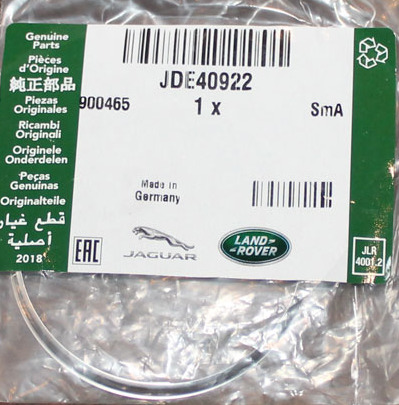 Genuine
Parts
Pièces
d'Origine
純正部品
Piezas
Originales
Ricambi
Originali
Originele
Onderdelen
Peças
Genuinas
Originalteile
قطع غيار
أصلية
2018
JDE40922
900465
1 x
SmA
Made in
Germany
EAC
JAGUAR
LAND
ROVER
JLR
4001.2